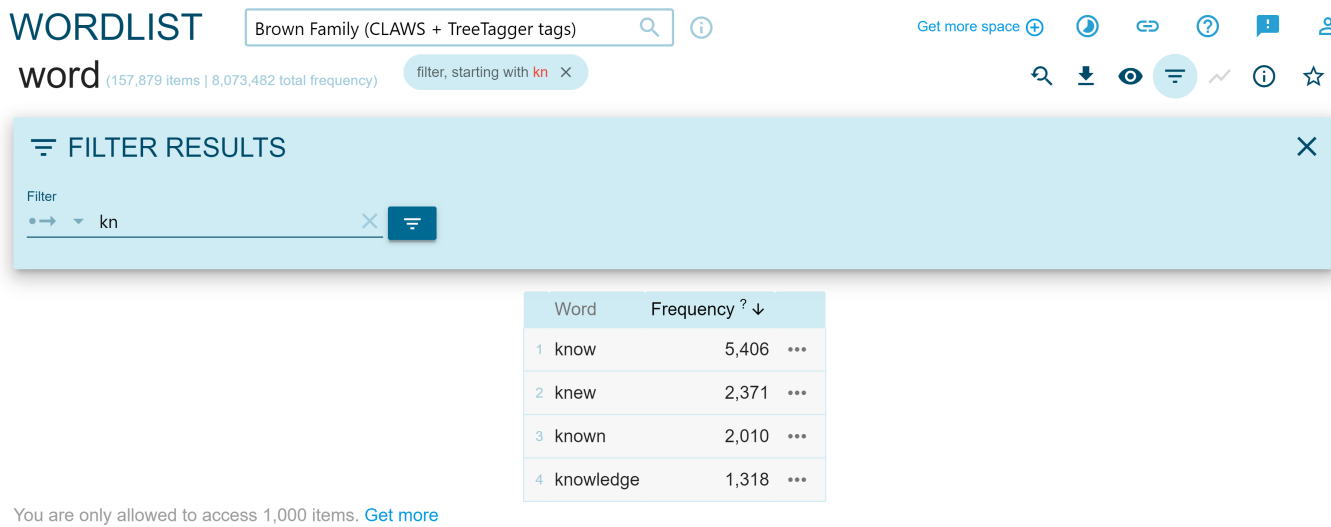 WORDLIST Brown Family (CLAWS + TreeTagger tags) Get more space
word (157,879 items | 8,073,482 total frequency) filter, starting with kn
FILTER RESULTS
Filter
kn
Word Frequency ?
1 know 5,406
2 knew 2,371
3 known 2,010
4 knowledge 1,318
You are only allowed to access 1,000 items. Get more